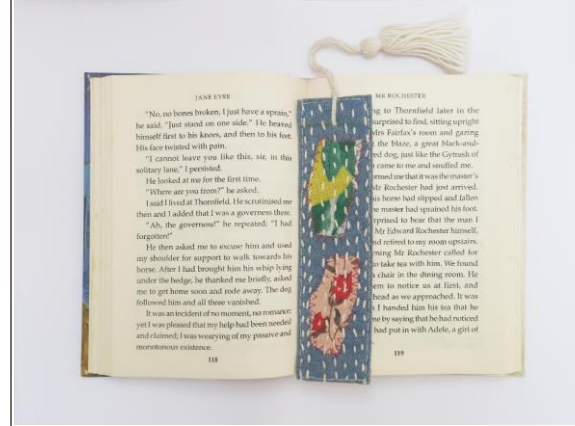 JANE EYRE
"No, no bones broken, I just have a sprain,"
he said. "Just stand on one side." He heaved
himself first to his knees, and then to his feet.
His face twisted with pain.
"I cannot leave you like this, sir, in this
solitary lane," I persisted.
He looked at me for the first time.
"Where are you from?" he asked.
I said I lived at Thornfield. He scrutinised me
then and I added that I was a governess there.
"Ah, the governess!" he repeated; "I had
forgotten!"
He then asked me to excuse him and used
my shoulder for support to walk towards his
horse. After I had brought him his whip lying
under the hedge, he thanked me briefly, asked
me to get home soon and rode away. The dog
followed him and all three vanished.
It was an incident of no moment, no romance,
yet I was pleased that my help had been needed
and claimed; I was wearying of my passive and
monotonous existence.
118
MR ROCHESTER
to Thornfield later in the
surprised to find, sitting upright
Mrs Fairfax's room and gazing
the blaze, a great black-and-
dog, just like the Gytrash of
came to me and snuffed me.
me that it was the master's
Mr Rochester had just arrived.
his horse had slipped and fallen
master had sprained his foot.
to hear that the man I
Mr Edward Rochester himself,
retired to my room upstairs.
Mr Rochester called for
to take tea with him. We found
chair in the dining room. He
to notice us at first, and
head as we approached. It was
I handed him his tea that he
me by saying that he had noticed
had put in with Adele, a girl of
119